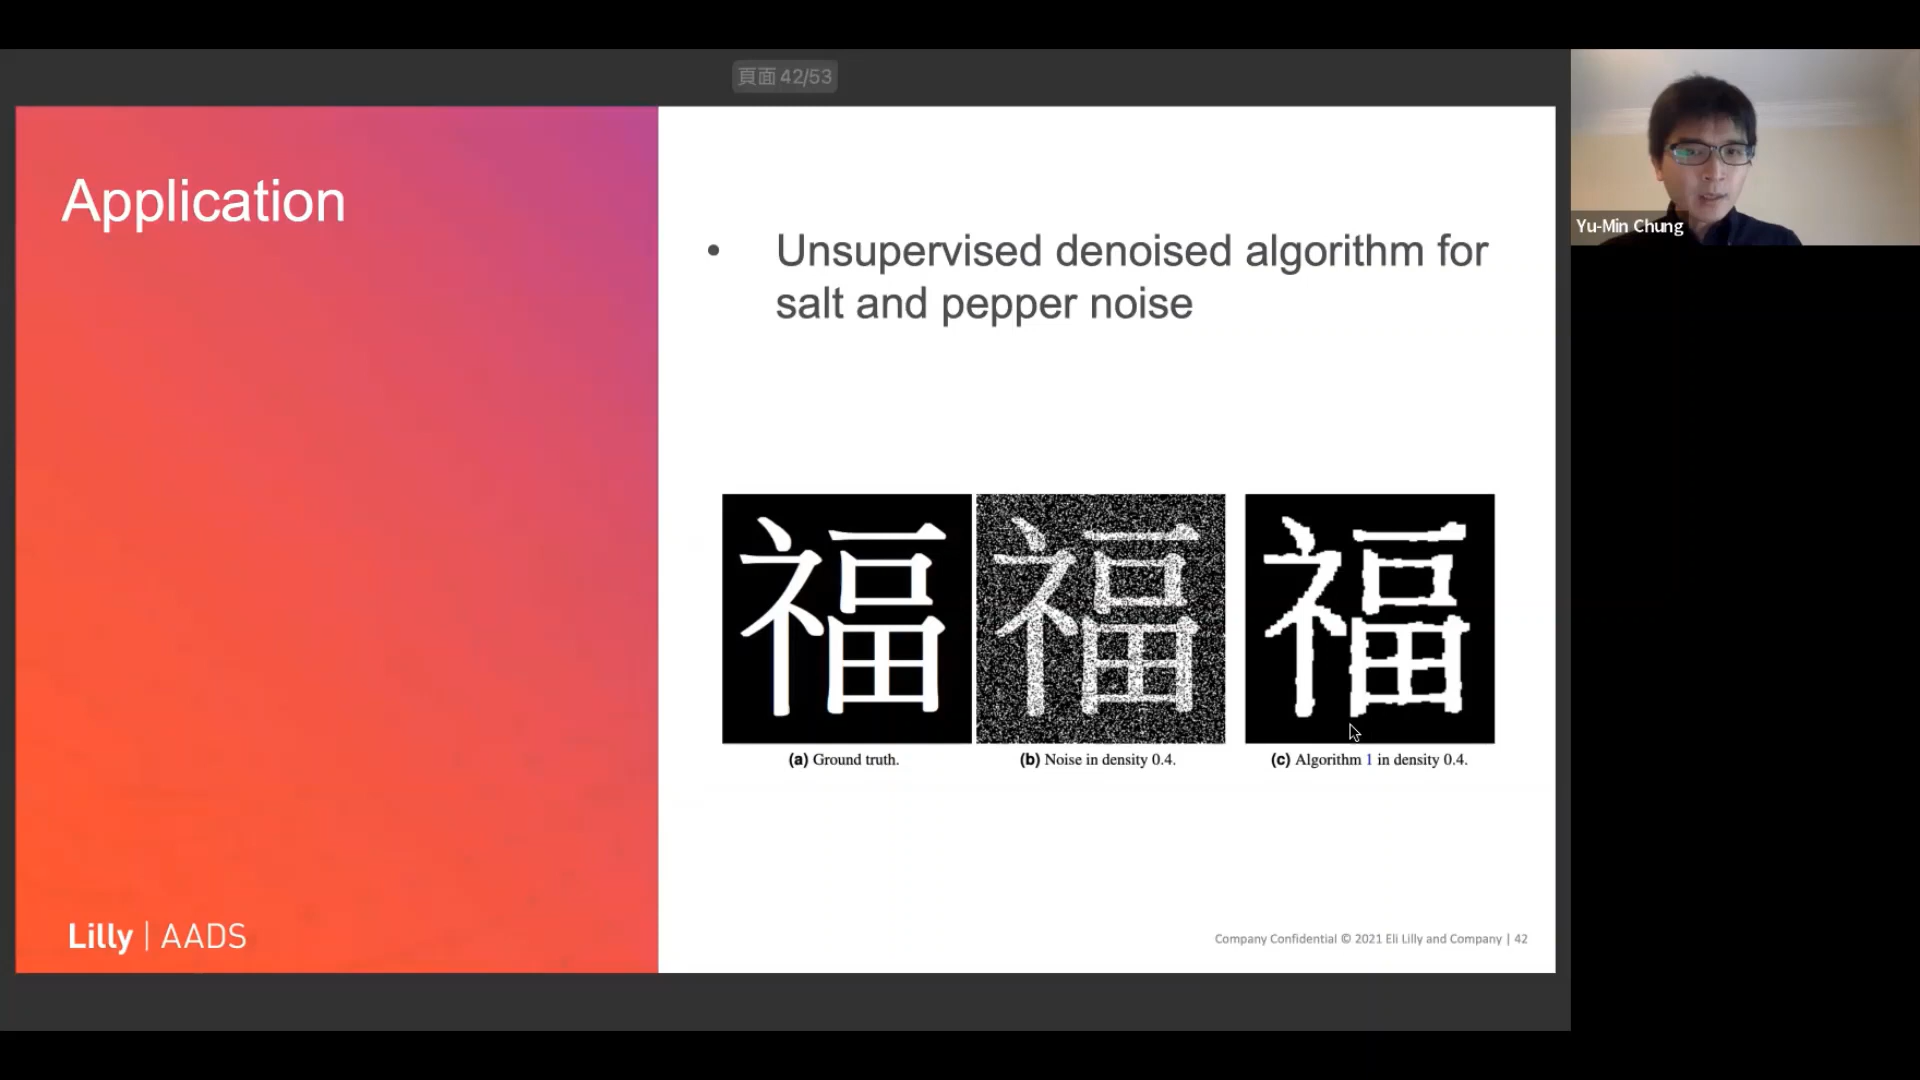 頁面 42/53
Application
• Unsupervised denoised algorithm for
salt and pepper noise
福 福 福
(a) Ground truth. (b) Noise in density 0.4. (c) Algorithm 1 in density 0.4.
Lilly | AADS
Company Confidential © 2021 Eli Lilly and Company | 42
Yu-Min Chung